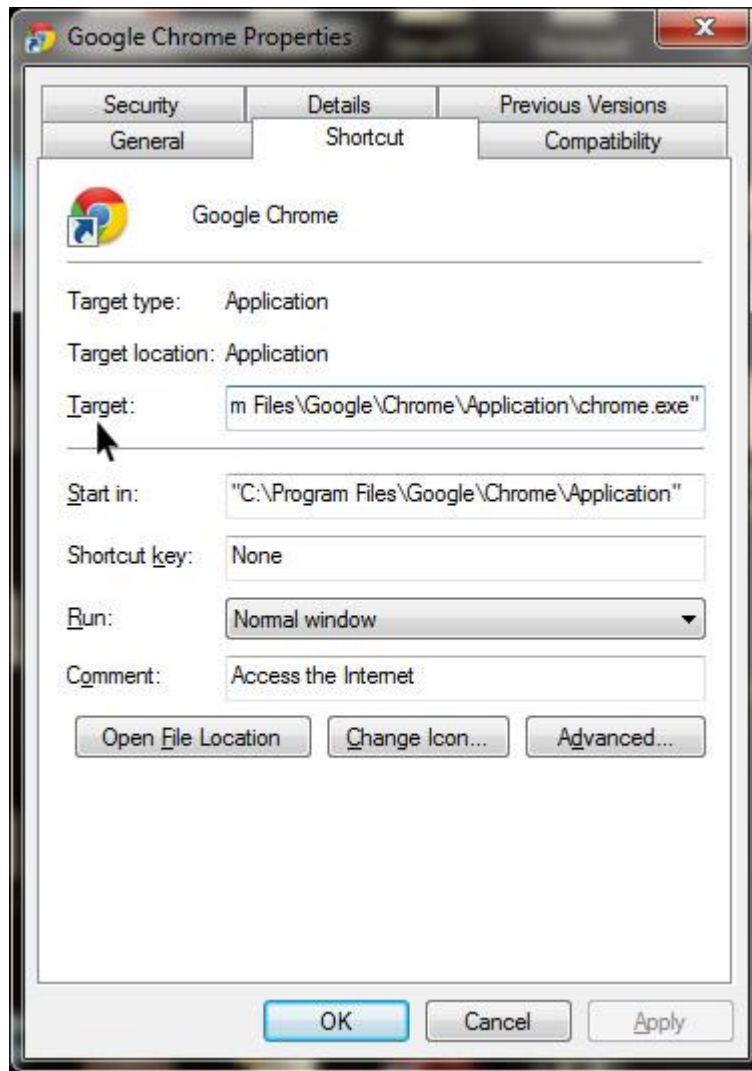 Google Chrome Properties
Security Details Previous Versions
General Shortcut Compatibility
Google Chrome
Target type: Application
Target location: Application
Target: m Files\Google\Chrome\Application\chrome.exe"
Start in: "C:\Program Files\Google\Chrome\Application"
Shortcut key: None
Run: Normal window
Comment: Access the Internet
Open File Location Change Icon... Advanced...
OK Cancel Apply